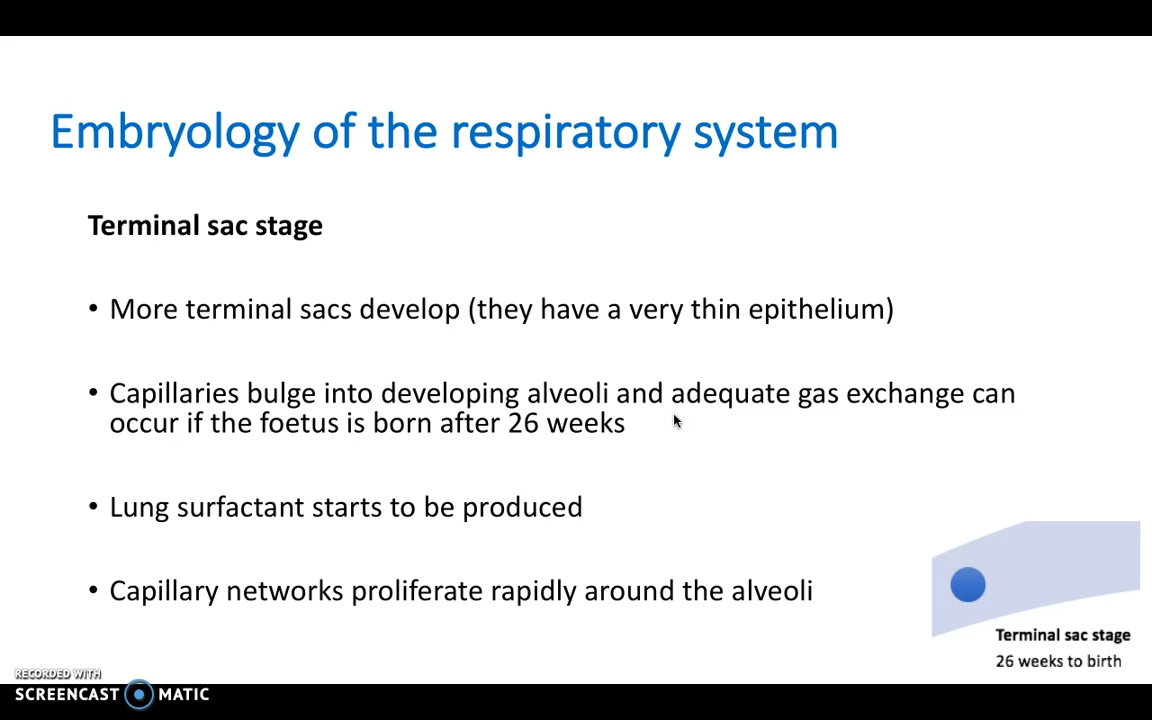 Embryology of the respiratory system
Terminal sac stage
• More terminal sacs develop (they have a very thin epithelium)
• Capillaries bulge into developing alveoli and adequate gas exchange can
occur if the foetus is born after 26 weeks
• Lung surfactant starts to be produced
• Capillary networks proliferate rapidly around the alveoli
Terminal sac stage
26 weeks to birth
RECORDED WITH
SCREENCAST MATIC